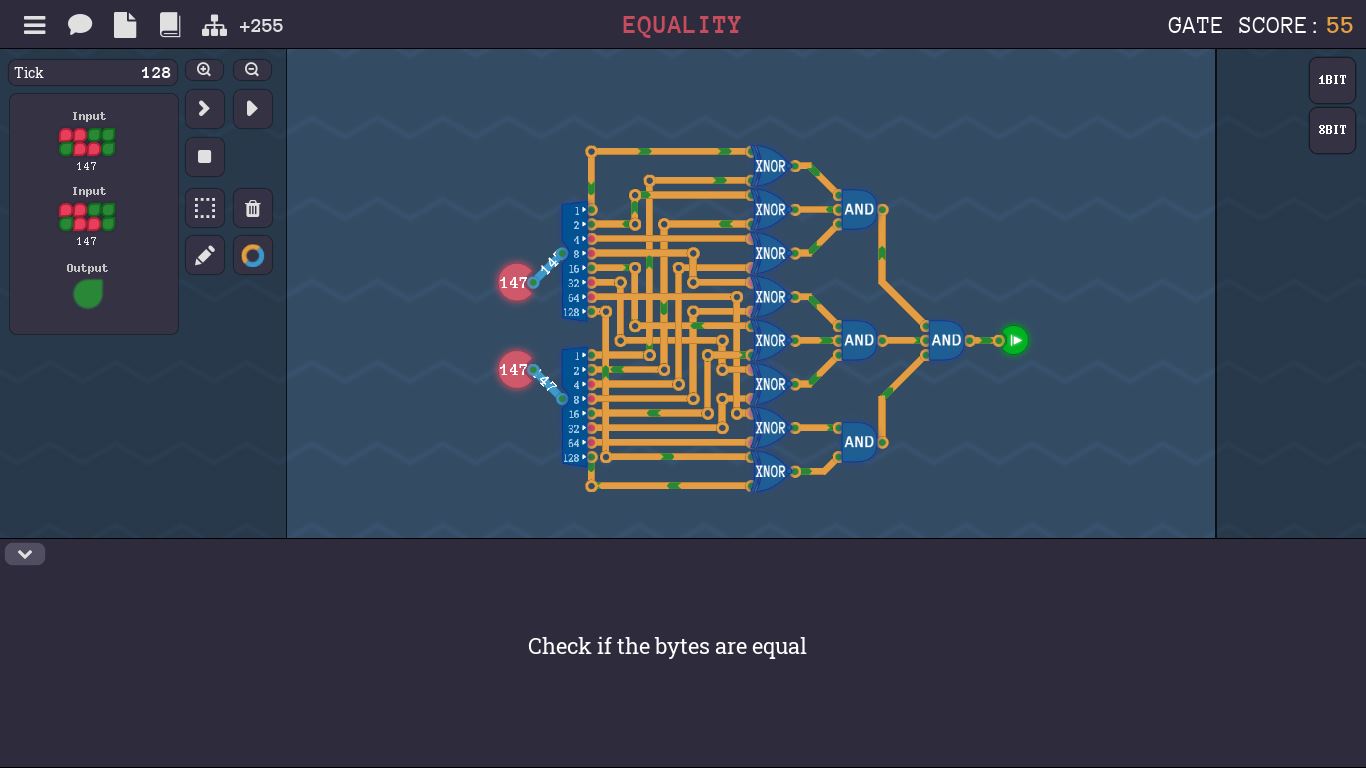 +255
EQUALITY
GATE SCORE: 55
Tick 128
1BIT
8BIT
Input
147
Input
147
Output
147
147
1
2
4
8
16
32
64
128
147
147
1
2
4
8
16
32
64
128
XNOR
XNOR
XNOR
XNOR
XNOR
XNOR
XNOR
XNOR
AND
AND
AND
AND
Check if the bytes are equal